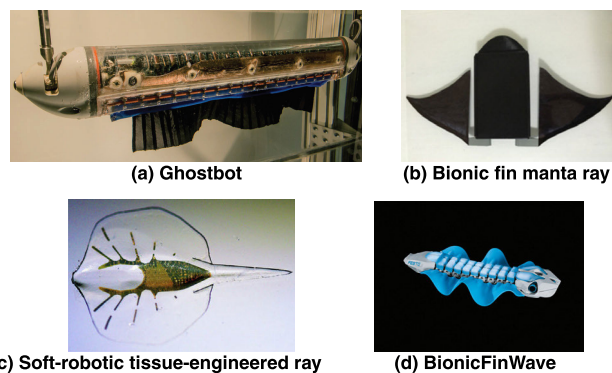 (a) Ghostbot
(b) Bionic fin manta ray
c) Soft-robotic tissue-engineered ray
(d) BionicFinWave